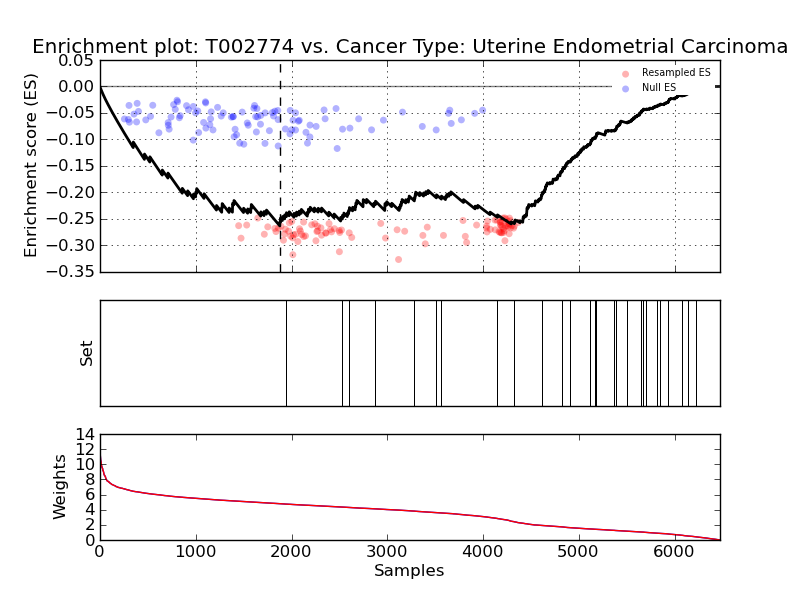 Enrichment plot: T002774 vs. Cancer Type: Uterine Endometrial Carcinoma
Enrichment score (ES)
0.05
0.00
−0.05
−0.10
−0.15
−0.20
−0.25
−0.30
−0.35
Resampled ES
Null ES
Set
Weights
14
12
10
8
6
4
2
0
0 1000 2000 3000 4000 5000 6000
Samples